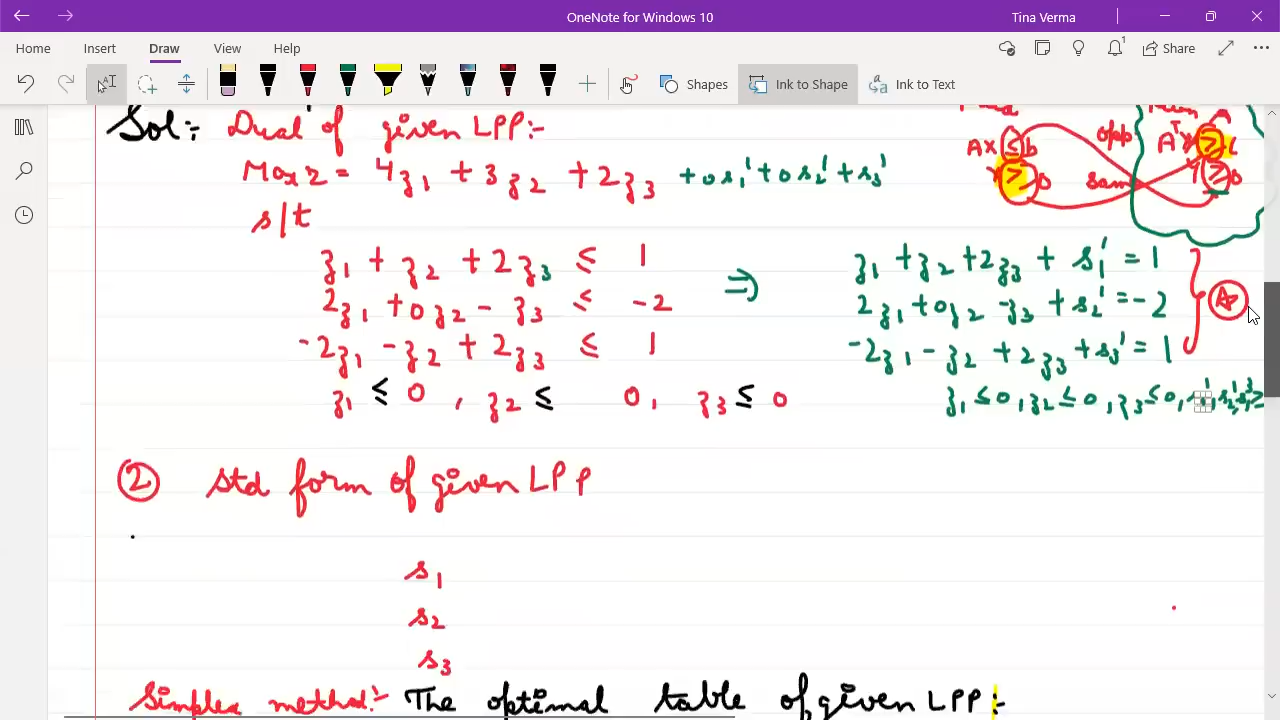 OneNote for Windows 10
Tina Verma
Home Insert Draw View Help
Share
Shapes Ink to Shape Ink to Text
Sol:- Dual of given LPP:-
Max z = 4z₁ + 3z₂ + 2z₃ + 0s₁' + 0s₂' + s₃'
s/t
z₁ + z₂ + 2z₃ ≤ 1
2z₁ + 0z₂ - z₃ ≤ -2
-2z₁ - z₂ + 2z₃ ≤ 1
z₁ ≤ 0, z₂ ≤ 0, z₃ ≤ 0
⇒
z₁ + z₂ + 2z₃ + s₁' = 1
2z₁ + 0z₂ - z₃ + s₂' = -2
-2z₁ - z₂ + 2z₃ + s₃' = 1
z₁ ≤ 0, z₂ ≤ 0, z₃ ≤ 0,
AX ≤ b
opp
≥ 0
Same
② Std form of given LPP
s₁
s₂
s₃
Simplex method:- The optimal table of given LPP:-